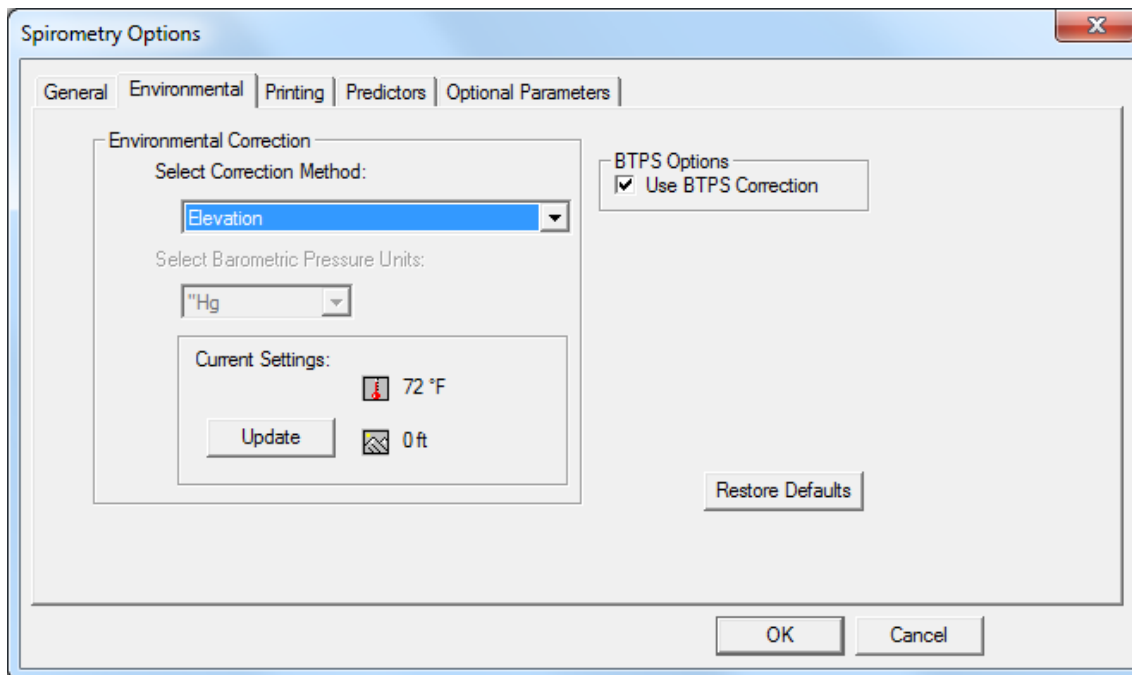 Spirometry Options
General
Environmental
Printing
Predictors
Optional Parameters
Environmental Correction
Select Correction Method:
Elevation
Select Barometric Pressure Units:
"Hg
Current Settings:
72 °F
Update
0 ft
BTPS Options
Use BTPS Correction
Restore Defaults
OK
Cancel